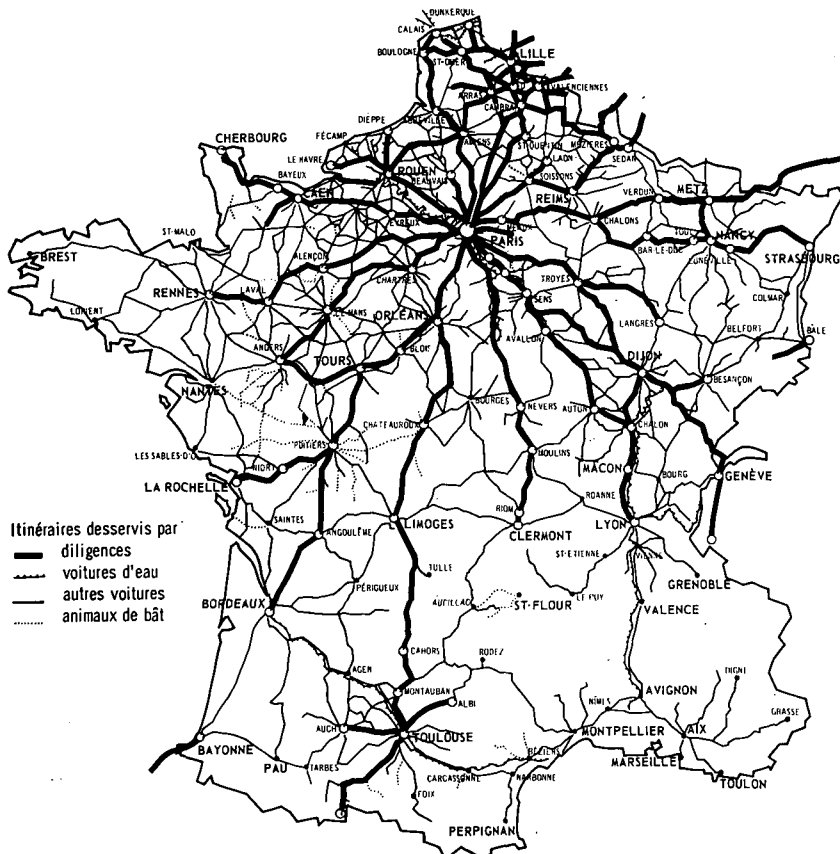 DUNKERQUE
CALAIS
BOULOGNE
ST-OMER
LILLE
VALENCIENNES
ARRAS
CAMBRAI
ABBEVILLE
DIEPPE
FÉCAMP
AMIENS
ST-QUENTIN
MÉZIÈRES
CHERBOURG
LE HAVRE
ROUEN
BEAUVAIS
LAON
SEDAN
BAYEUX
CAEN
SOISSONS
REIMS
VERDUN
METZ
EVREUX
PARIS
MEAUX
CHALONS
TOUL
NANCY
ST-MALO
BAR-LE-DUC
LUNÉVILLE
STRASBOURG
BREST
ALENÇON
CHARTRES
TROYES
RENNES
LAVAL
SENS
COLMAR
LORIENT
LE MANS
ORLÉANS
LANGRES
AVALLON
BELFORT
BALE
ANGERS
TOURS
BLOIS
DIJON
NANTES
BESANÇON
BOURGES
NEVERS
AUTUN
CHATEAUROUX
CHALON
POITIERS
LES SABLES-D'O
MOULINS
NIORT
MÂCON
BOURG
GENÈVE
LA ROCHELLE
ROANNE
SAINTES
RIOM
LYON
ANGOULÊME
LIMOGES
CLERMONT
Itinéraires desservis par
diligences
voitures d'eau
autres voitures
animaux de bât
ST-ETIENNE
VIENNE
TULLE
GRENOBLE
PÉRIGUEUX
LE PUY
BORDEAUX
AURILLAC
ST-FLOUR
VALENCE
CAHORS
RODEZ
AGEN
MONTAUBAN
DIGNE
ALBI
AVIGNON
NÎMES
GRASSE
AUCH
TOULOUSE
MONTPELLIER
AIX
BAYONNE
BÉZIERS
MARSEILLE
PAU
TARBES
CARCASSONNE
NARBONNE
TOULON
FOIX
PERPIGNAN